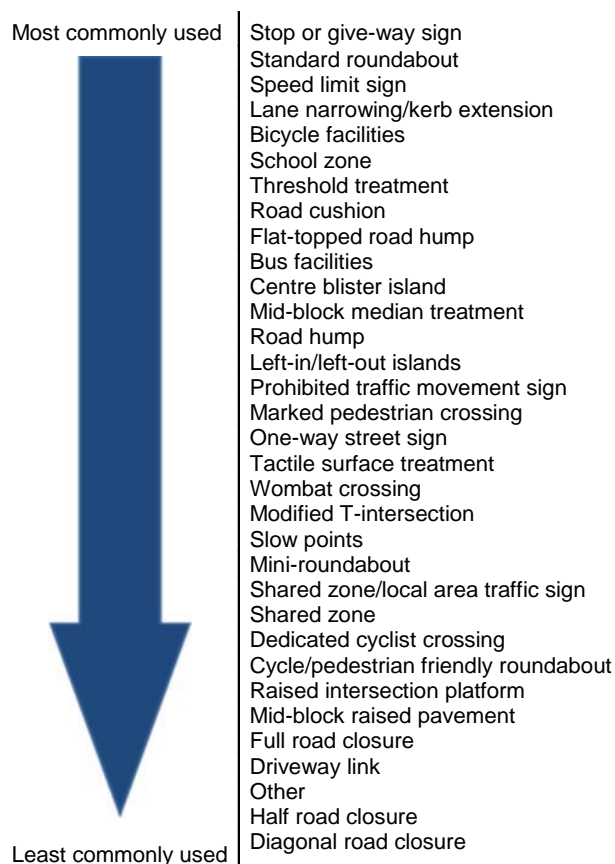 Most commonly used
Stop or give-way sign
Standard roundabout
Speed limit sign
Lane narrowing/kerb extension
Bicycle facilities
School zone
Threshold treatment
Road cushion
Flat-topped road hump
Bus facilities
Centre blister island
Mid-block median treatment
Road hump
Left-in/left-out islands
Prohibited traffic movement sign
Marked pedestrian crossing
One-way street sign
Tactile surface treatment
Wombat crossing
Modified T-intersection
Slow points
Mini-roundabout
Shared zone/local area traffic sign
Shared zone
Dedicated cyclist crossing
Cycle/pedestrian friendly roundabout
Raised intersection platform
Mid-block raised pavement
Full road closure
Driveway link
Other
Half road closure
Diagonal road closure
Least commonly used